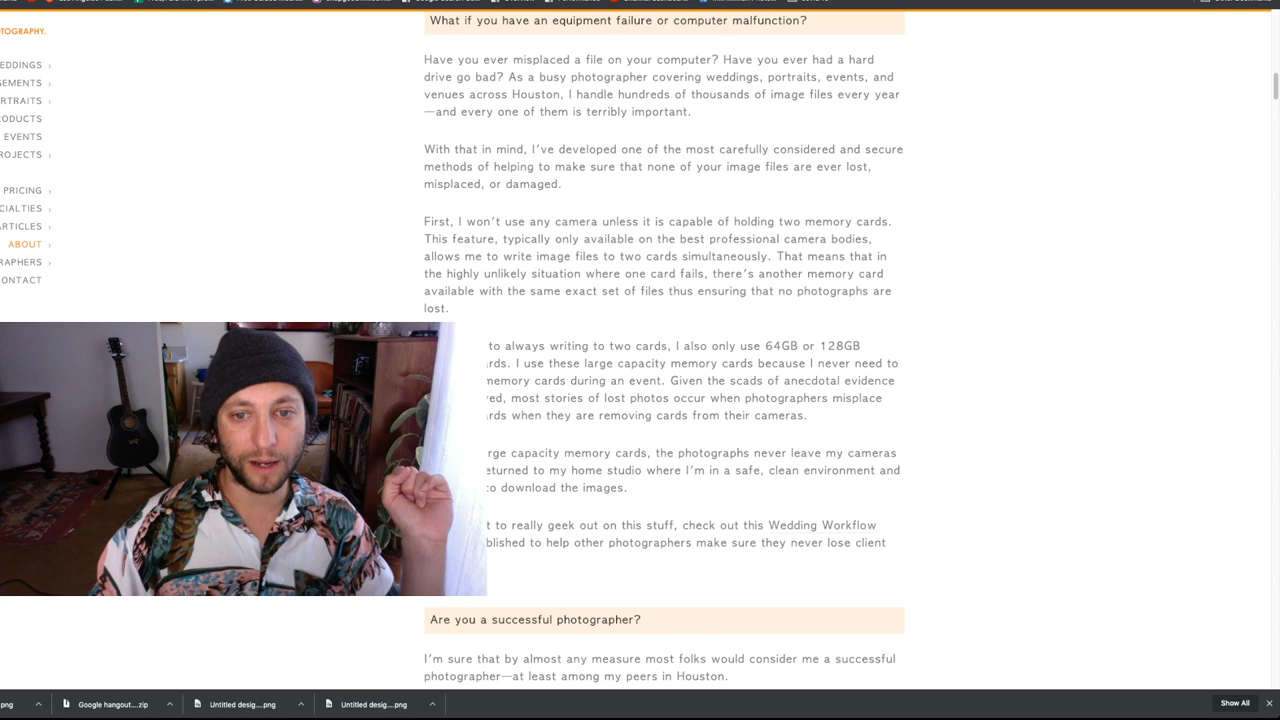 What if you have an equipment failure or computer malfunction?
OTOGRAPHY.
EDDINGS
GEMENTS
RTRAITS
RODUCTS
EVENTS
ROJECTS
PRICING
CIALTIES
ARTICLES
ABOUT
RAPHERS
ONTACT
Have you ever misplaced a file on your computer? Have you ever had a hard
drive go bad? As a busy photographer covering weddings, portraits, events, and
venues across Houston, I handle hundreds of thousands of image files every year
—and every one of them is terribly important.
With that in mind, I've developed one of the most carefully considered and secure
methods of helping to make sure that none of your image files are ever lost,
misplaced, or damaged.
First, I won't use any camera unless it is capable of holding two memory cards.
This feature, typically only available on the best professional camera bodies,
allows me to write image files to two cards simultaneously. That means that in
the highly unlikely situation where one card fails, there's another memory card
available with the same exact set of files thus ensuring that no photographs are
lost.
to always writing to two cards, I also only use 64GB or 128GB
rds. I use these large capacity memory cards because I never need to
memory cards during an event. Given the scads of anecdotal evidence
ed, most stories of lost photos occur when photographers misplace
rds when they are removing cards from their cameras.
rge capacity memory cards, the photographs never leave my cameras
eturned to my home studio where I'm in a safe, clean environment and
to download the images.
t to really geek out on this stuff, check out this Wedding Workflow
blished to help other photographers make sure they never lose client
Are you a successful photographer?
I'm sure that by almost any measure most folks would consider me a successful
photographer—at least among my peers in Houston.
.png
Google hangout....zip
Untitled desig....png
Untitled desig....png
Show All